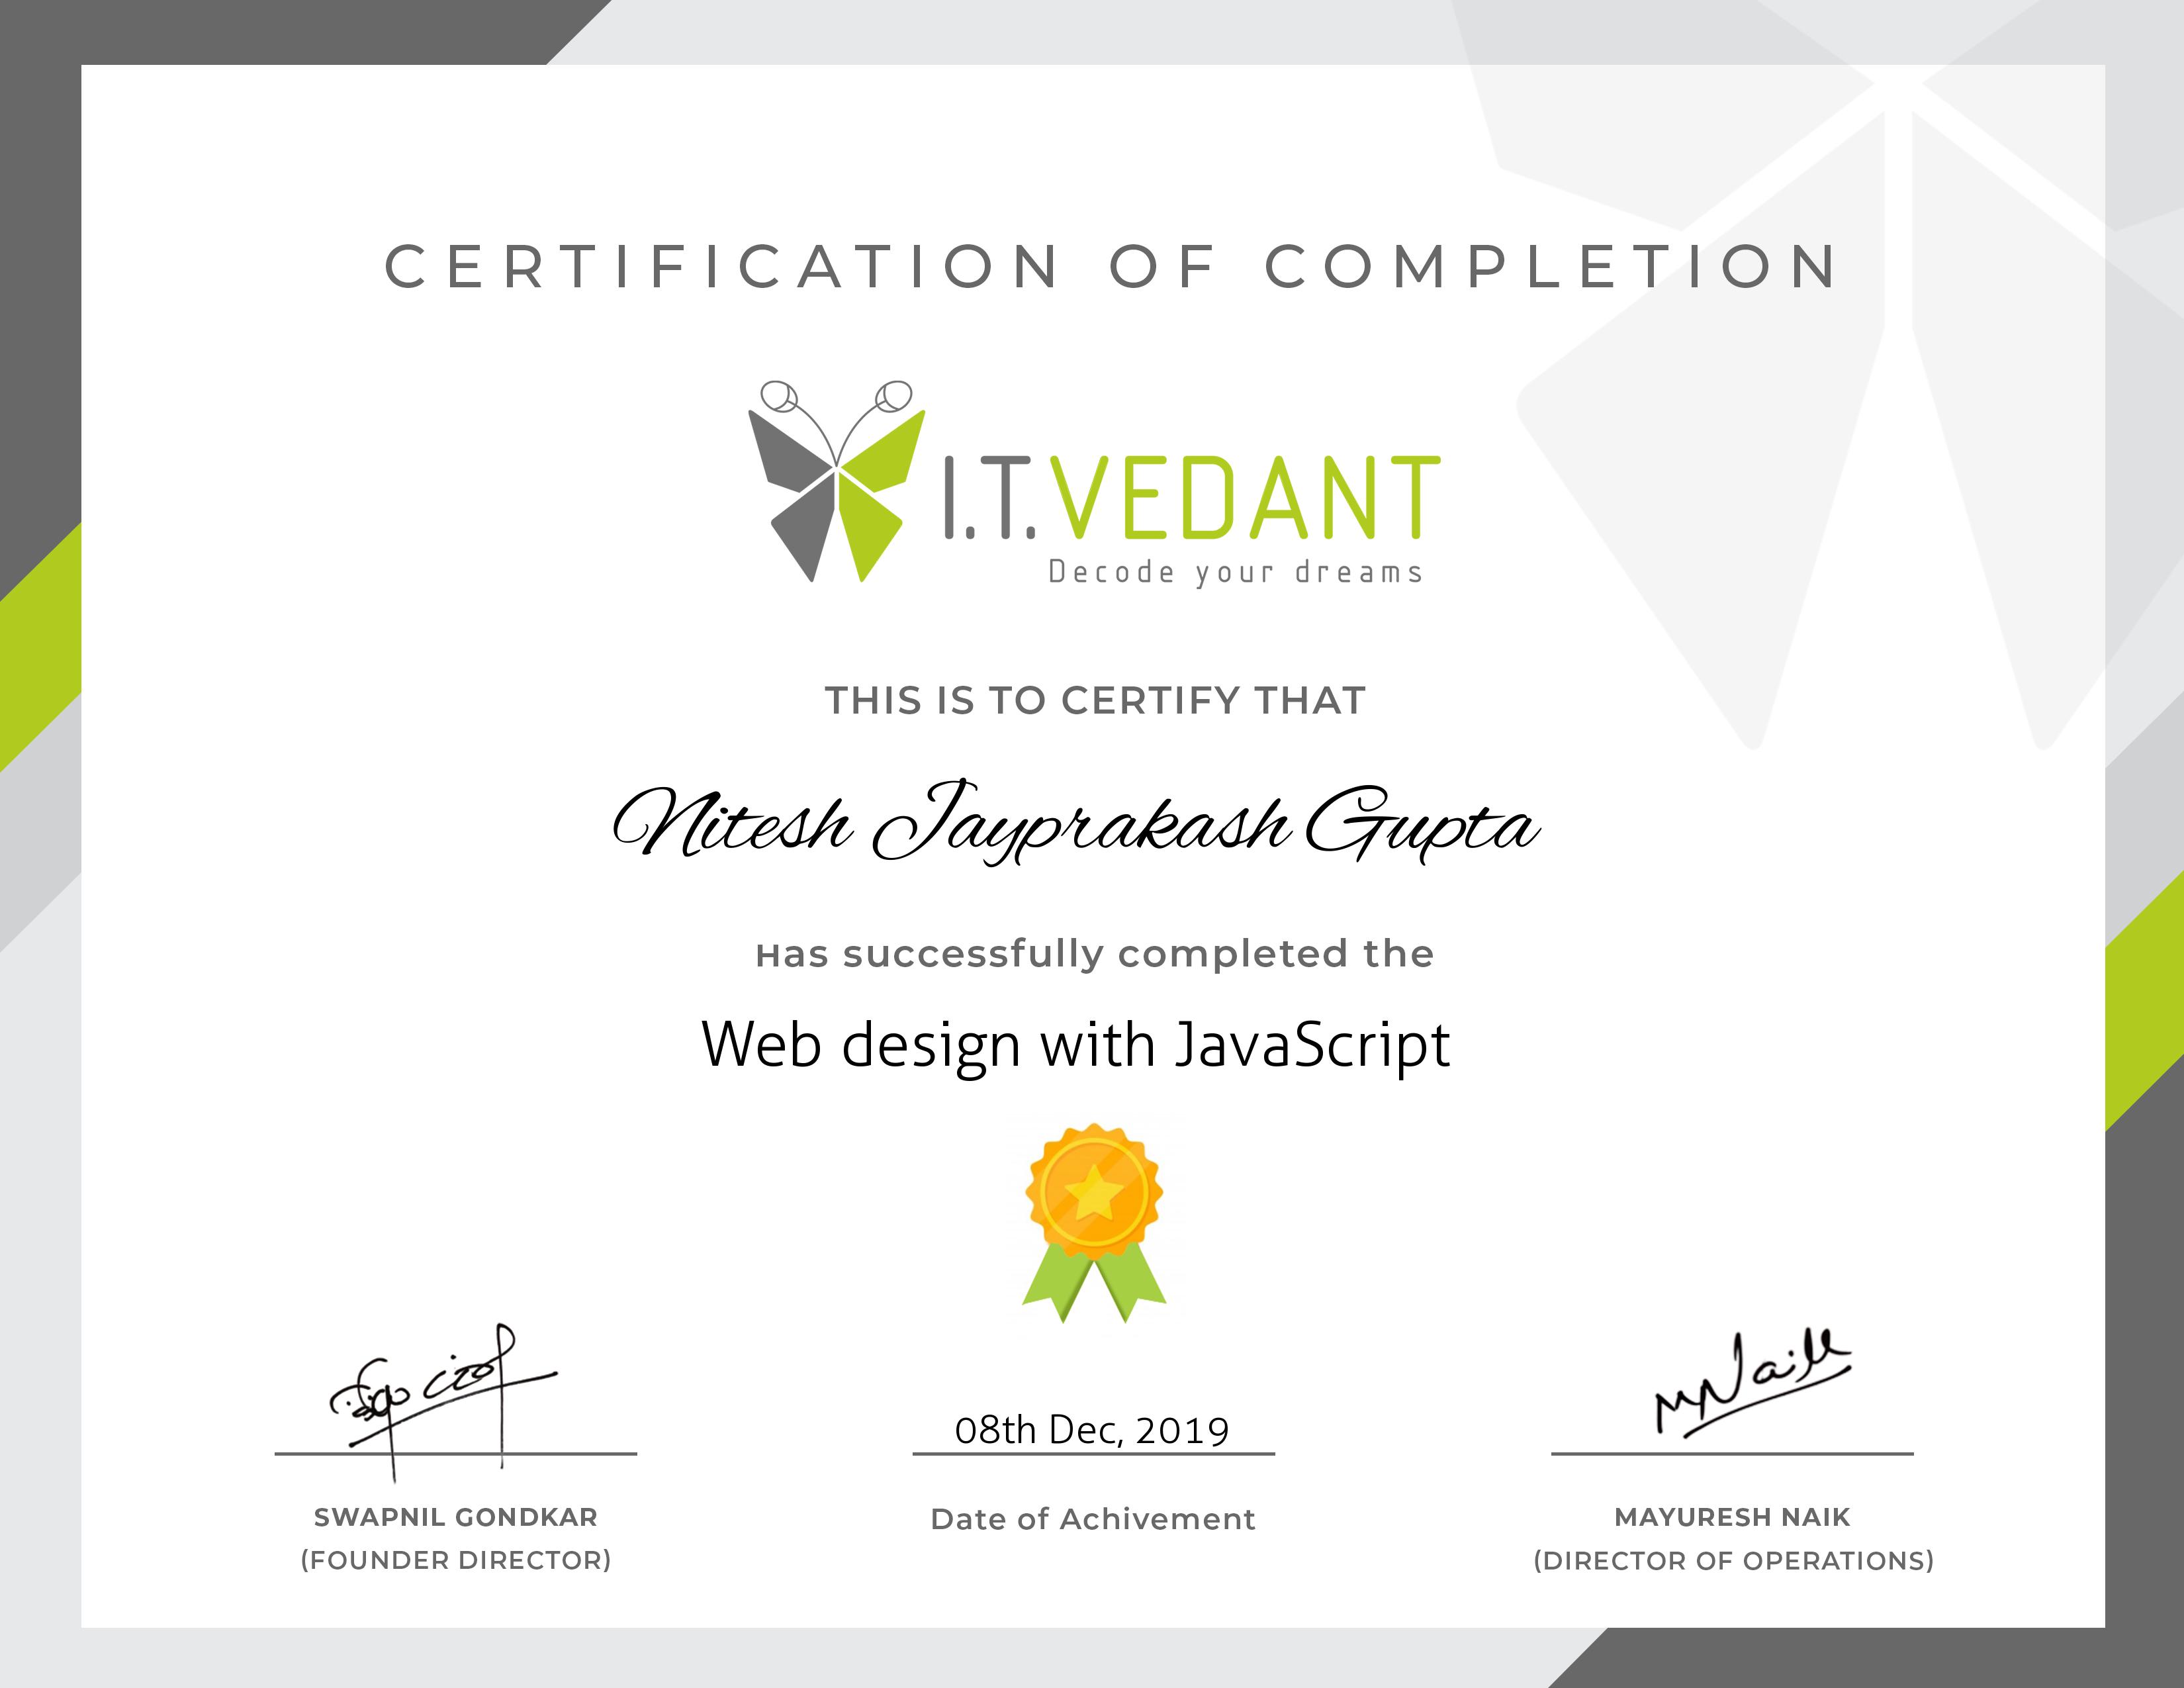 CERTIFICATION OF COMPLETION
I.T.VEDANT
Decode your dreams
THIS IS TO CERTIFY THAT
Nitesh Jayprakash Gupta
Has successfully completed the
Web design with JavaScript
08th Dec, 2019
SWAPNIL GONDKAR
(FOUNDER DIRECTOR)
Date of Achivement
MAYURESH NAIK
(DIRECTOR OF OPERATIONS)